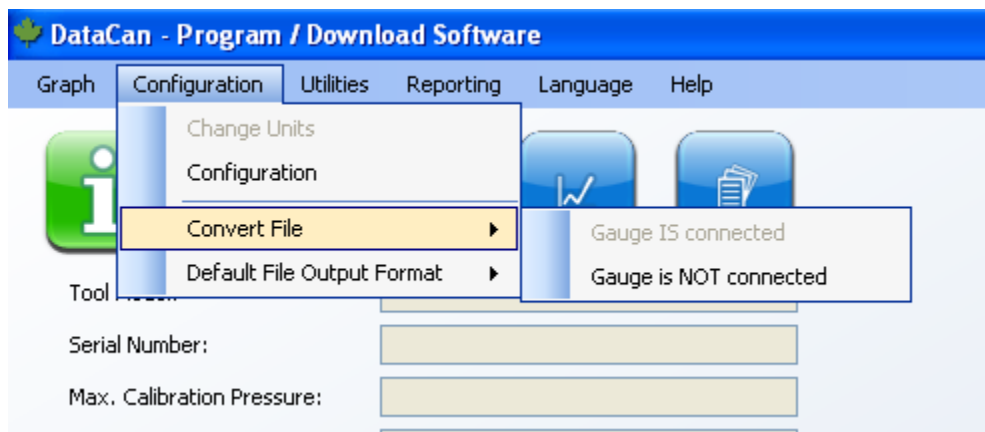 DataCan - Program / Download Software
Graph Configuration Utilities Reporting Language Help
Change Units
Configuration
Convert File
Gauge IS connected
Default File Output Format
Gauge is NOT connected
Tool
Serial Number:
Max. Calibration Pressure: